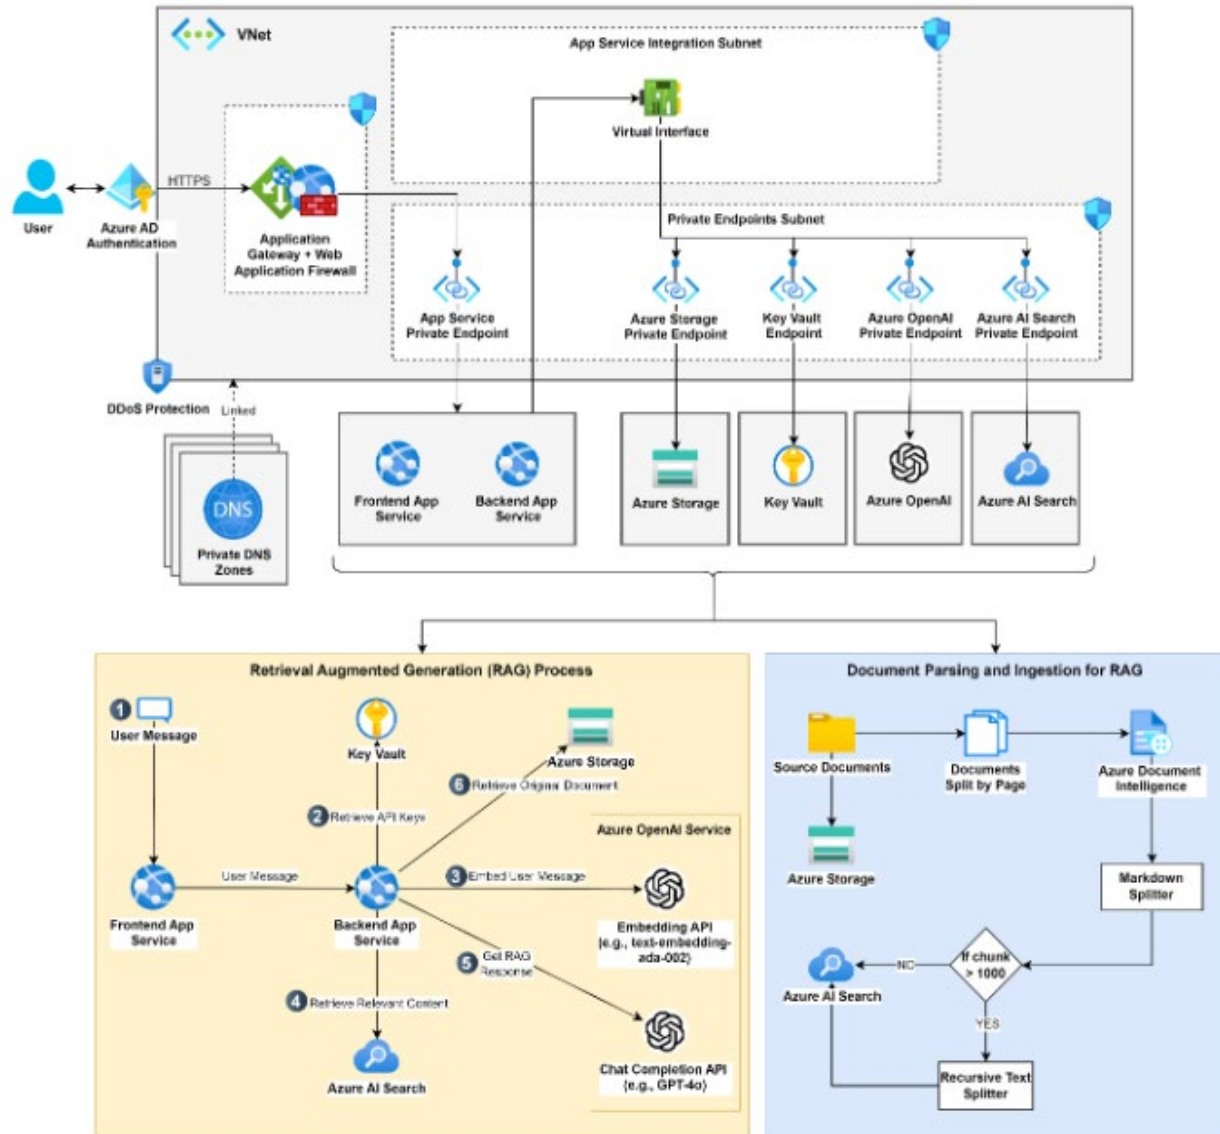 VNet
App Service Integration Subnet
Virtual Interface
HTTPS
User
Azure AD
Authentication
Application
Gateway + Web
Application Firewall
Private Endpoints Subnet
App Service
Private Endpoint
Azure Storage
Private Endpoint
Key Vault
Endpoint
Azure OpenAI
Private Endpoint
Azure AI Search
Private Endpoint
DDoS Protection
Linked
DNS
Private DNS
Zones
Frontend App
Service
Backend App
Service
Azure Storage
Key Vault
Azure OpenAI
Azure AI Search
Retrieval Augmented Generation (RAG) Process
1
User Message
Key Vault
Azure Storage
6 Retrieve Original Document
2 Retrieve API Keys
Azure OpenAI Service
User Message
3 Embed User Message
Frontend App
Service
Backend App
Service
Embedding API
(e.g., text-embedding-
ada-002)
5 Get RAG
Response
4 Retrieve Relevant Content
Azure AI Search
Chat Completion API
(e.g., GPT-4o)
Document Parsing and Ingestion for RAG
Source Documents
Documents
Split by Page
Azure Document
Intelligence
Azure Storage
Markdown
Splitter
If chunk
> 1000
NO
Azure AI Search
YES
Recursive Text
Splitter